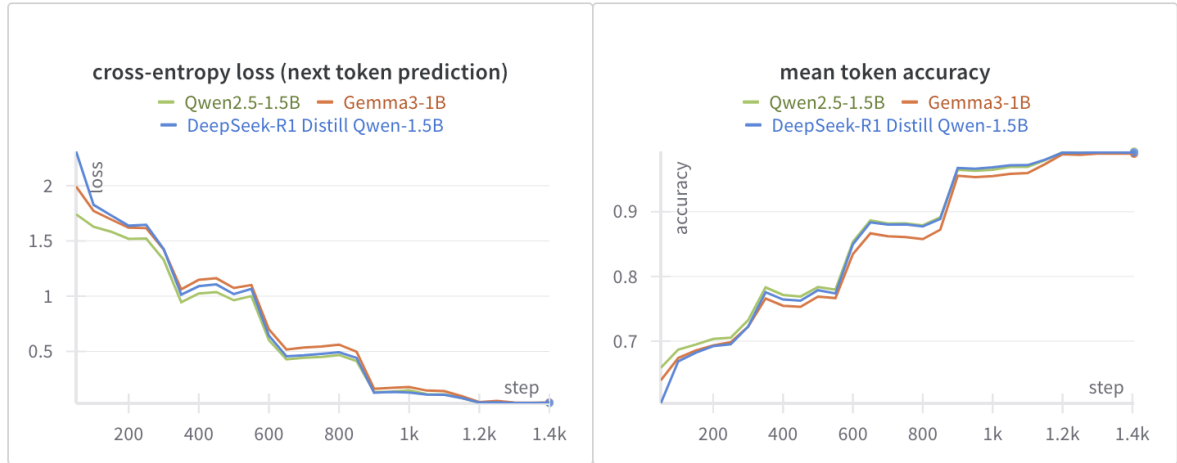 cross-entropy loss (next token prediction)
Qwen2.5-1.5B Gemma3-1B
DeepSeek-R1 Distill Qwen-1.5B
loss
2
1.5
1
0.5
step
200 400 600 800 1k 1.2k 1.4k
mean token accuracy
Qwen2.5-1.5B Gemma3-1B
DeepSeek-R1 Distill Qwen-1.5B
accuracy
0.9
0.8
0.7
step
200 400 600 800 1k 1.2k 1.4k